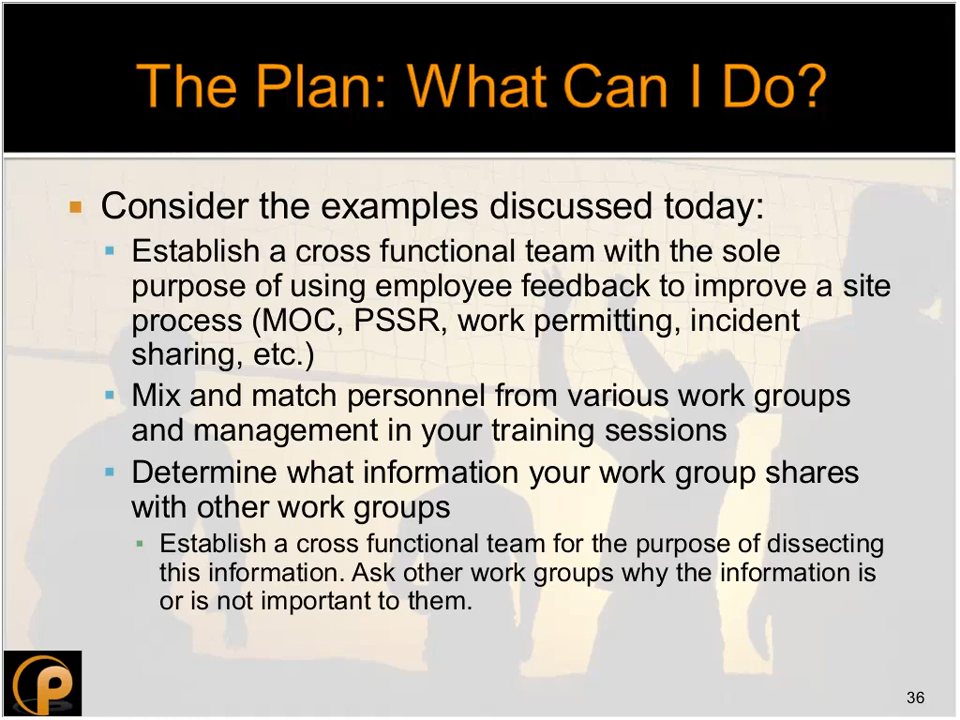 The Plan: What Can I Do?
Consider the examples discussed today:
Establish a cross functional team with the sole
purpose of using employee feedback to improve a site
process (MOC, PSSR, work permitting, incident
sharing, etc.)
Mix and match personnel from various work groups
and management in your training sessions
Determine what information your work group shares
with other work groups
Establish a cross functional team for the purpose of dissecting
this information. Ask other work groups why the information is
or is not important to them.
P
36